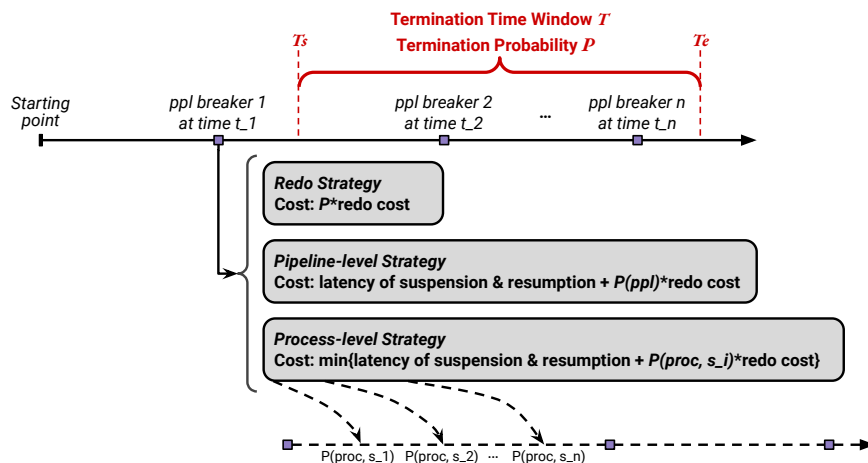 Termination Time Window T
Termination Probability P
Ts
Te
Starting
point
ppl breaker 1
at time t_1
ppl breaker 2
at time t_2
...
ppl breaker n
at time t_n
Redo Strategy
Cost: P*redo cost
Pipeline-level Strategy
Cost: latency of suspension & resumption + P(ppl)*redo cost
Process-level Strategy
Cost: min{latency of suspension & resumption + P(proc, s_i)*redo cost}
P(proc, s_1) P(proc, s_2) ... P(proc, s_n)